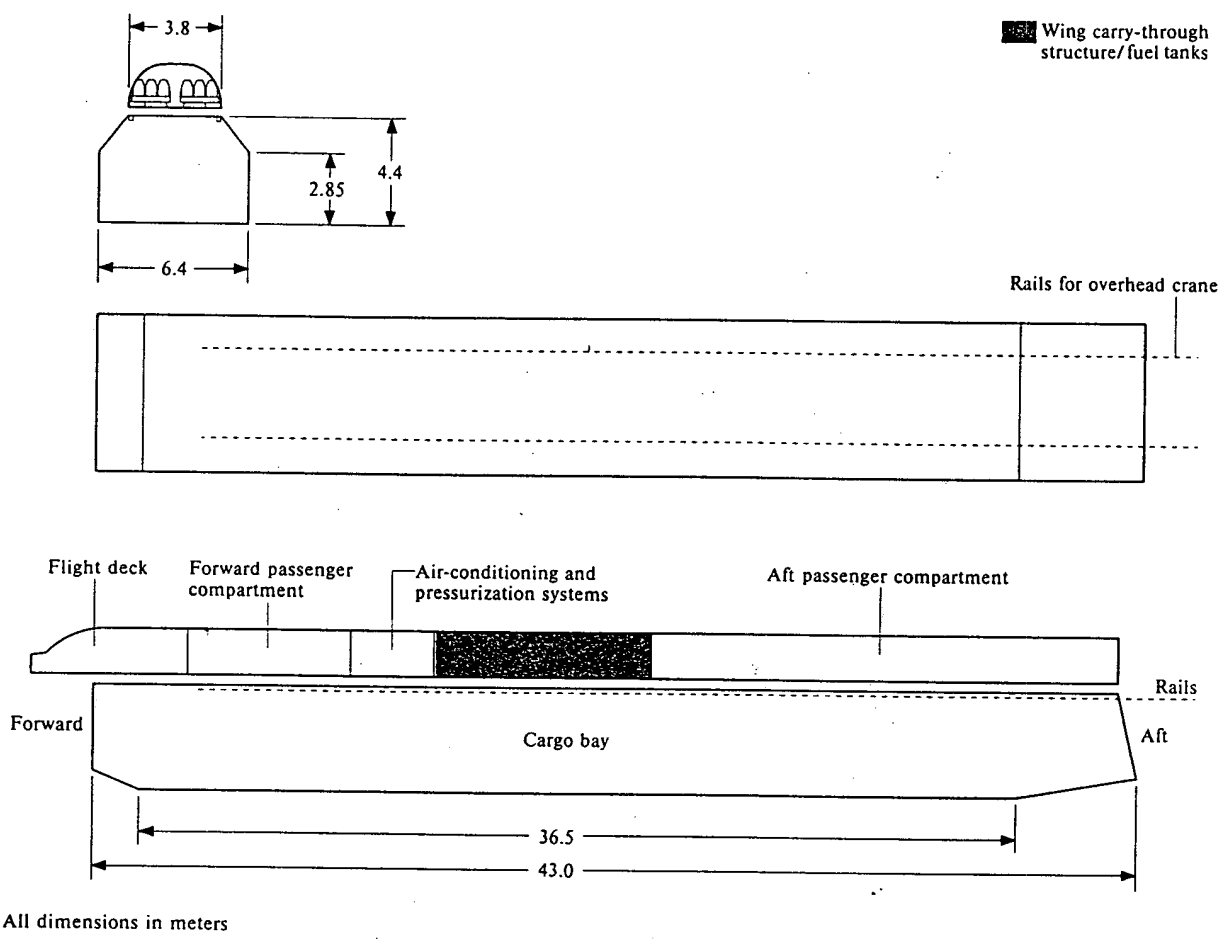 3.8
Wing carry-through
structure/fuel tanks
4.4
2.85
6.4
Rails for overhead crane
Flight deck
Forward passenger
compartment
Air-conditioning and
pressurization systems
Aft passenger compartment
Rails
Forward
Cargo bay
Aft
36.5
43.0
All dimensions in meters